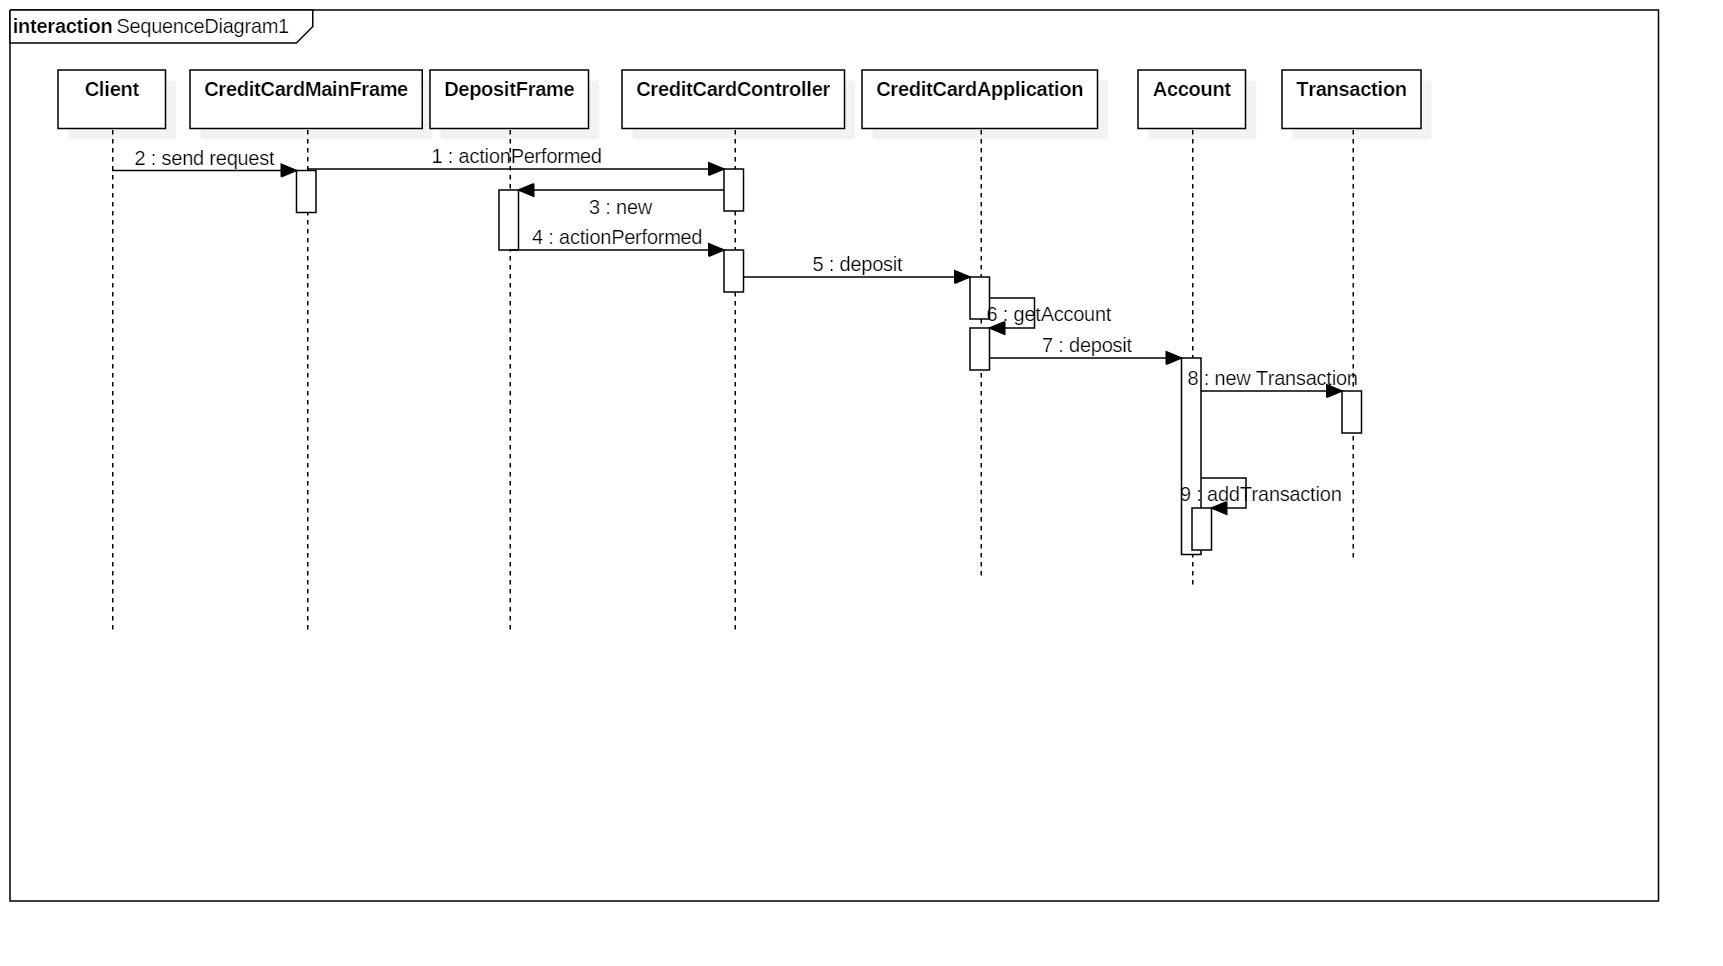 interaction SequenceDiagram1
Client
CreditCardMainFrame
DepositFrame
CreditCardController
CreditCardApplication
Account
Transaction
2 : send request
1 : actionPerformed
3 : new
4 : actionPerformed
5 : deposit
6 : getAccount
7 : deposit
8 : new Transaction
9 : addTransaction